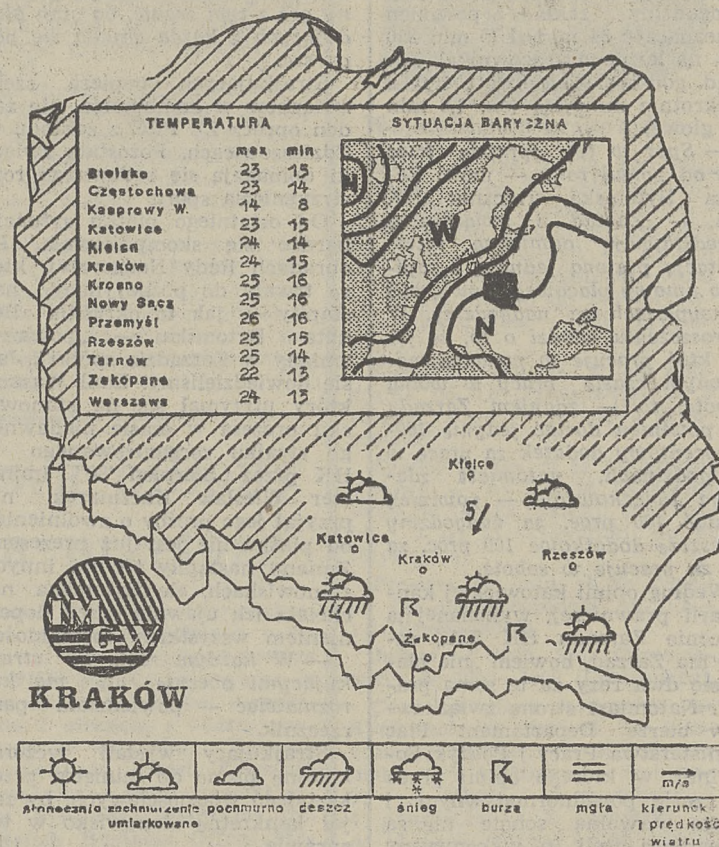 TEMPERATURA
max min
Bielsko 23 15
Częstochowa 23 14
Kasprowy W. 14 8
Katowice 23 15
Kielce 24 14
Kraków 24 15
Krosno 25 16
Nowy Sącz 25 16
Przemyśl 26 16
Rzeszów 25 15
Tarnów 25 14
Zakopane 22 13
Warszawa 24 13
SYTUACJA BARYCZNA
N
W
N
Kielce
5
Katowice
Kraków
Rzeszów
Zakopane
IM
G-W
KRAKÓW
m/s
słonecznie zachmurzenie umiarkowane pochmurno deszcz śnieg burza mgła kierunek i prędkość wiatru